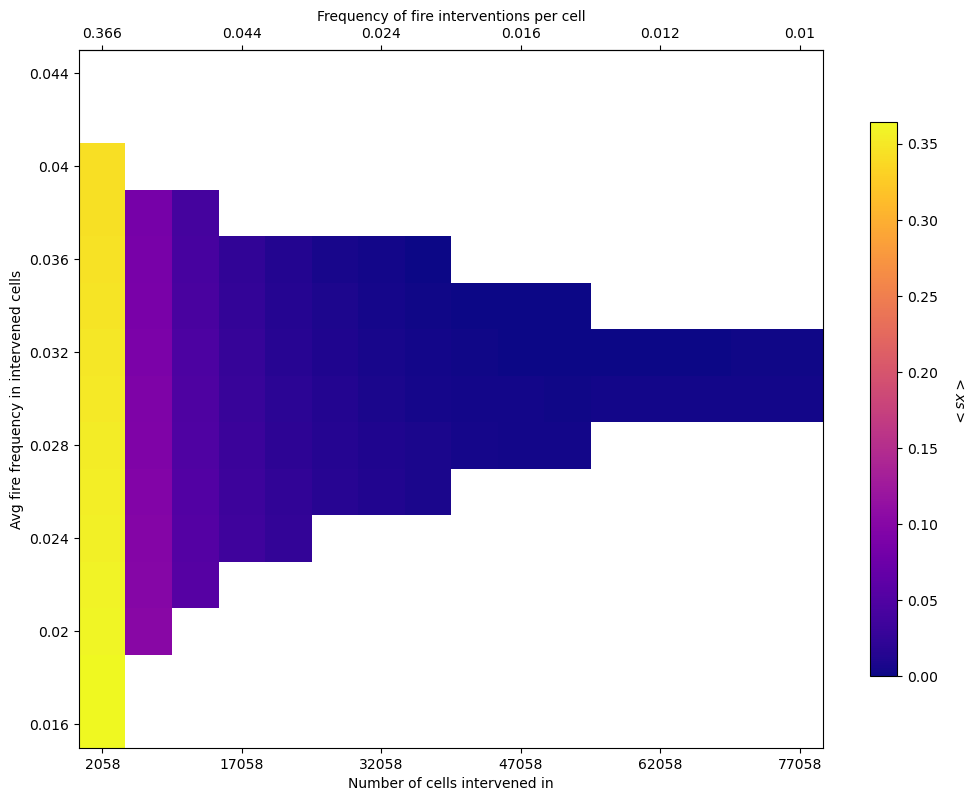 Frequency of fire interventions per cell
0.366 0.044 0.024 0.016 0.012 0.01
0.044
0.04
0.036
0.032
0.028
0.024
0.02
0.016
Avg fire frequency in intervened cells
2058 17058 32058 47058 62058 77058
Number of cells intervened in
0.35
0.30
0.25
0.20
0.15
0.10
0.05
0.00
< sx >